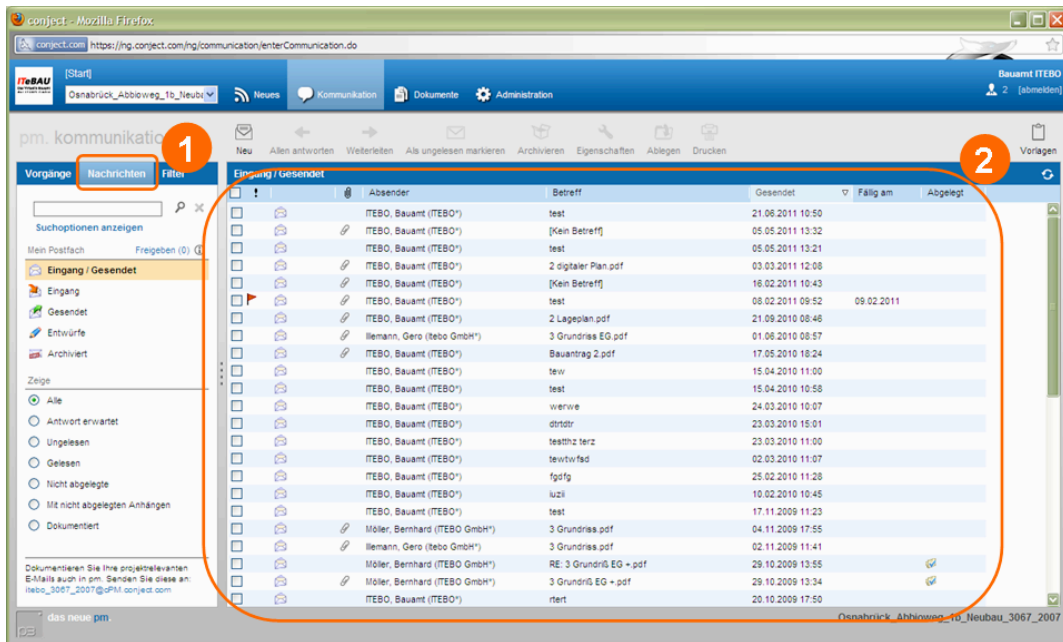 conject - Mozilla Firefox
conject.com https://ng.conject.com/ng/communication/enterCommunication.do
ITeBAU
[Start]
Osnabrück_Abbioweg_1b_Neubε
Neues Kommunikation Dokumente Administration
Bauamt ITEBO
2 [abmelden]
pm. kommunikatio
1
Neu Allen antworten Weiterleiten Als ungelesen markieren Archivieren Eigenschaften Ablegen Drucken
2
Vorlagen
Vorgänge Nachrichten Filter
Suchoptionen anzeigen
Mein Postfach Freigeben (0)
Eingang / Gesendet
Eingang
Gesendet
Entwürfe
Archiviert
Zeige
Alle
Antwort erwartet
Ungelesen
Gelesen
Nicht abgelegte
Mit nicht abgelegten Anhängen
Dokumentiert
Dokumentieren Sie Ihre projektrelevanten
E-Mails auch in pm. Senden Sie diese an:
itebo_3067_2007@cPM.conject.com
Eingang / Gesendet
! Absender Betreff Gesendet Fällig am Abgelegt
ITEBO, Bauamt (ITEBO*) test 21.06.2011 10:50
ITEBO, Bauamt (ITEBO*) [Kein Betreff] 05.05.2011 13:32
ITEBO, Bauamt (ITEBO*) test 05.05.2011 13:21
ITEBO, Bauamt (ITEBO*) 2 digitaler Plan.pdf 03.03.2011 12:08
ITEBO, Bauamt (ITEBO*) [Kein Betreff] 16.02.2011 10:43
ITEBO, Bauamt (ITEBO*) test 08.02.2011 09:52 09.02.2011
ITEBO, Bauamt (ITEBO*) 2 Lageplan.pdf 21.09.2010 08:46
Illemann, Gero (Itebo GmbH*) 3 Grundriss EG.pdf 01.06.2010 08:57
ITEBO, Bauamt (ITEBO*) Bauantrag 2.pdf 17.05.2010 18:24
ITEBO, Bauamt (ITEBO*) tew 15.04.2010 11:00
ITEBO, Bauamt (ITEBO*) test 15.04.2010 10:58
ITEBO, Bauamt (ITEBO*) werwe 24.03.2010 10:07
ITEBO, Bauamt (ITEBO*) dtrtdtr 23.03.2010 15:01
ITEBO, Bauamt (ITEBO*) testthz terz 23.03.2010 11:00
ITEBO, Bauamt (ITEBO*) tewtwfsd 02.03.2010 11:07
ITEBO, Bauamt (ITEBO*) fgdfg 25.02.2010 11:28
ITEBO, Bauamt (ITEBO*) iuzii 10.02.2010 10:45
ITEBO, Bauamt (ITEBO*) test 17.11.2009 11:23
Möller, Bernhard (ITEBO GmbH*) 3 Grundriss.pdf 04.11.2009 17:55
Illemann, Gero (Itebo GmbH*) 3 Grundriss.pdf 02.11.2009 11:41
Möller, Bernhard (ITEBO GmbH*) RE: 3 Grundriß EG +.pdf 29.10.2009 13:55
Möller, Bernhard (ITEBO GmbH*) 3 Grundriß EG +.pdf 29.10.2009 13:34
ITEBO, Bauamt (ITEBO*) rtert 20.10.2009 17:50
das neue pm.
Osnabrück_Abbioweg_1b_Neubau_3067_2007